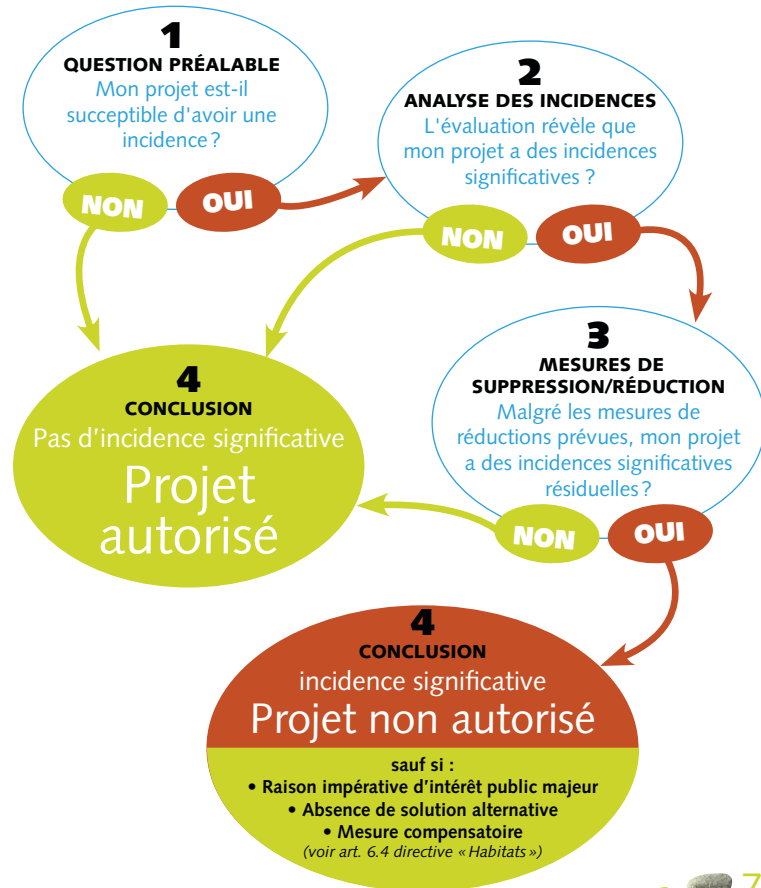 1
QUESTION PRÉALABLE
Mon projet est-il
succeptible d'avoir une
incidence ?
NON
OUI
2
ANALYSE DES INCIDENCES
L'évaluation révèle que
mon projet a des incidences
significatives ?
NON
OUI
3
MESURES DE
SUPPRESSION/RÉDUCTION
Malgré les mesures de
réductions prévues, mon projet
a des incidences significatives
résiduelles ?
NON
OUI
4
CONCLUSION
Pas d'incidence significative
Projet
autorisé
4
CONCLUSION
incidence significative
Projet non autorisé
sauf si :
• Raison impérative d'intérêt public majeur
• Absence de solution alternative
• Mesure compensatoire
(voir art. 6.4 directive « Habitats »)
7